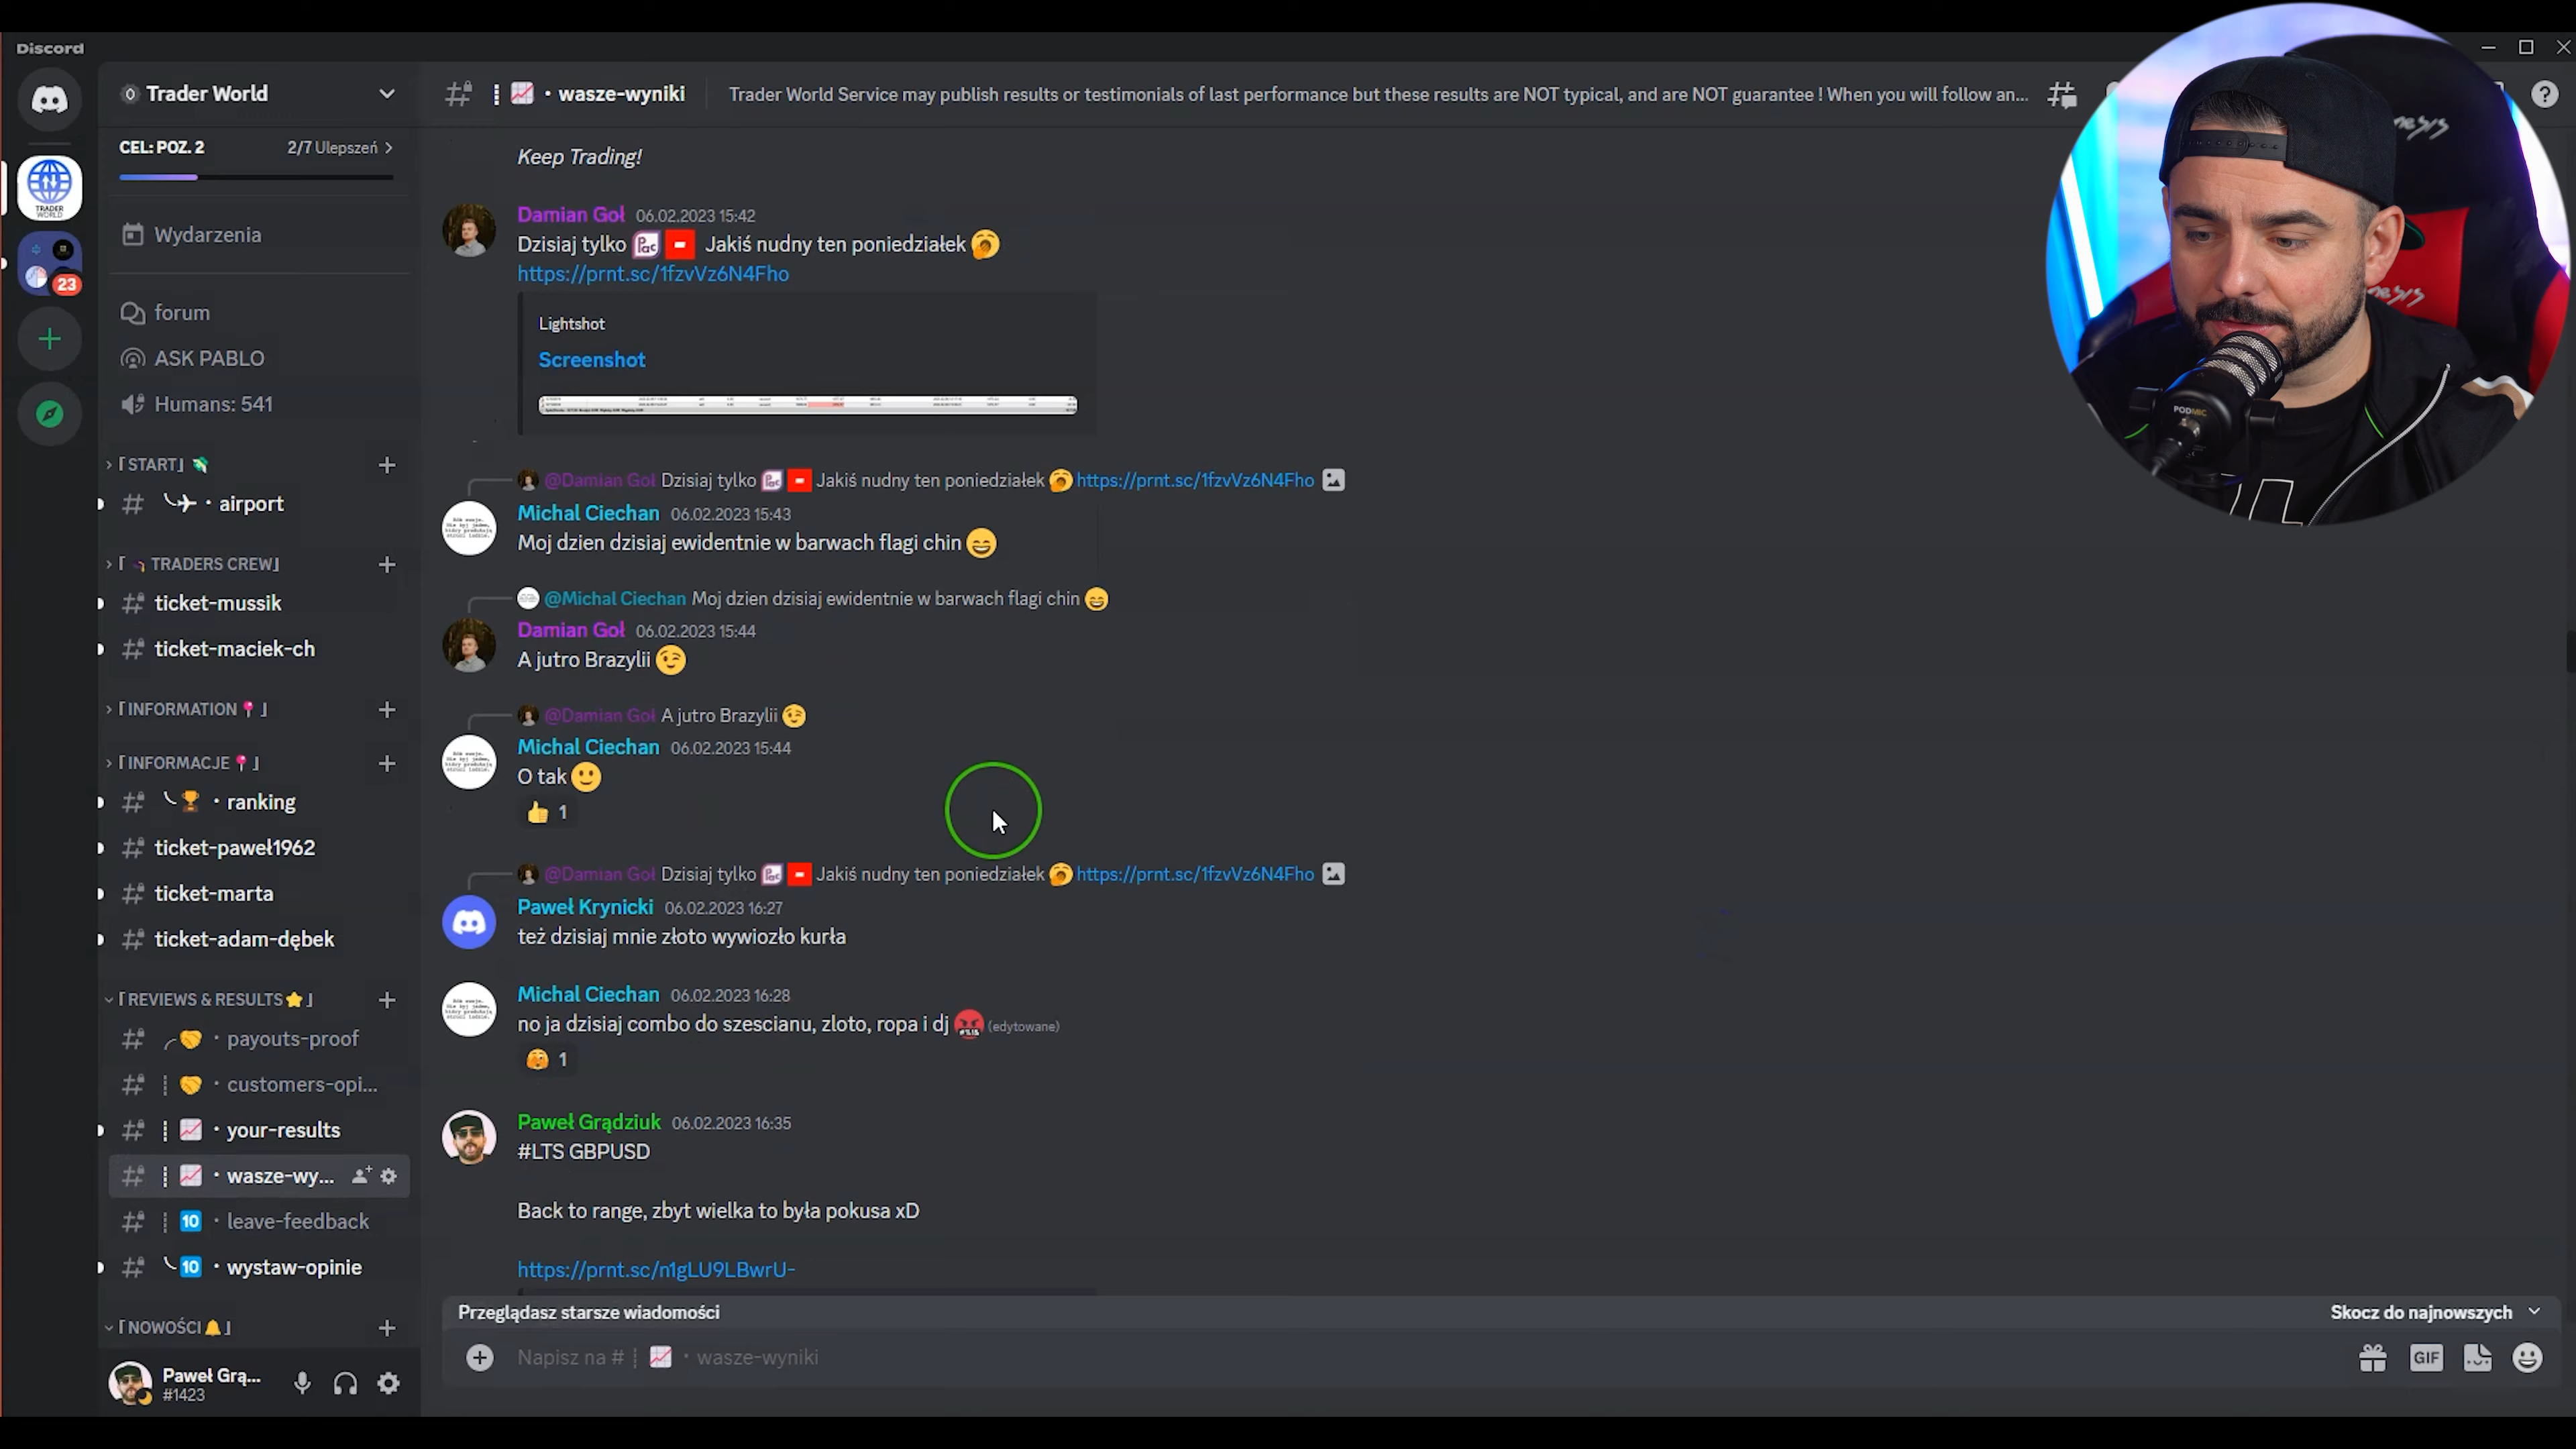 Discord
Trader World
CEL: POZ. 2 2/7 Ulepszeń
TRADER
WORLD
Wydarzenia
23
forum
ASK PABLO
Humans: 541
「START」
airport
「TRADERS CREW」
ticket-mussik
ticket-maciek-ch
「INFORMATION」
「INFORMACJE」
ranking
ticket-paweł1962
ticket-marta
ticket-adam-dębek
「REVIEWS & RESULTS⭐」
payouts-proof
customers-opi...
your-results
wasze-wy...
10 · leave-feedback
10 · wystaw-opinie
「NOWOŚCI🔔」
Paweł Grą...
#1423
wasze-wyniki Trader World Service may publish results or testimonials of last performance but these results are NOT typical, and are NOT guarantee ! When you will follow an...
Keep Trading!
Damian Goł 06.02.2023 15:42
Dzisiaj tylko Pac Jakiś nudny ten poniedziałek 🥱
https://prnt.sc/1fzvVz6N4Fho
Lightshot
Screenshot
@Damian Goł Dzisiaj tylko Jakiś nudny ten poniedziałek 🥱 https://prnt.sc/1fzvVz6N4Fho
Michal Ciechan 06.02.2023 15:43
Moj dzien dzisiaj ewidentnie w barwach flagi chin 😄
@Michal Ciechan Moj dzien dzisiaj ewidentnie w barwach flagi chin 😄
Damian Goł 06.02.2023 15:44
A jutro Brazylii 😉
@Damian Goł A jutro Brazylii 😉
Michal Ciechan 06.02.2023 15:44
O tak 🙂
👍 1
@Damian Goł Dzisiaj tylko Jakiś nudny ten poniedziałek 🥱 https://prnt.sc/1fzvVz6N4Fho
Paweł Krynicki 06.02.2023 16:27
też dzisiaj mnie złoto wywiozło kurła
Michal Ciechan 06.02.2023 16:28
no ja dzisiaj combo do szescianu, zloto, ropa i dj 🤬 (edytowane)
1
Paweł Grądziuk 06.02.2023 16:35
#LTS GBPUSD
Back to range, zbyt wielka to była pokusa xD
https://prnt.sc/n1gLU9LBwrU-
Przeglądasz starsze wiadomości Skocz do najnowszych
Napisz na # wasze-wyniki
GIF
PODMIC